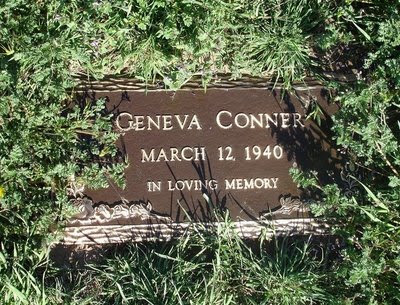 GENEVA CONNER
MARCH 12, 1940
IN LOVING MEMORY